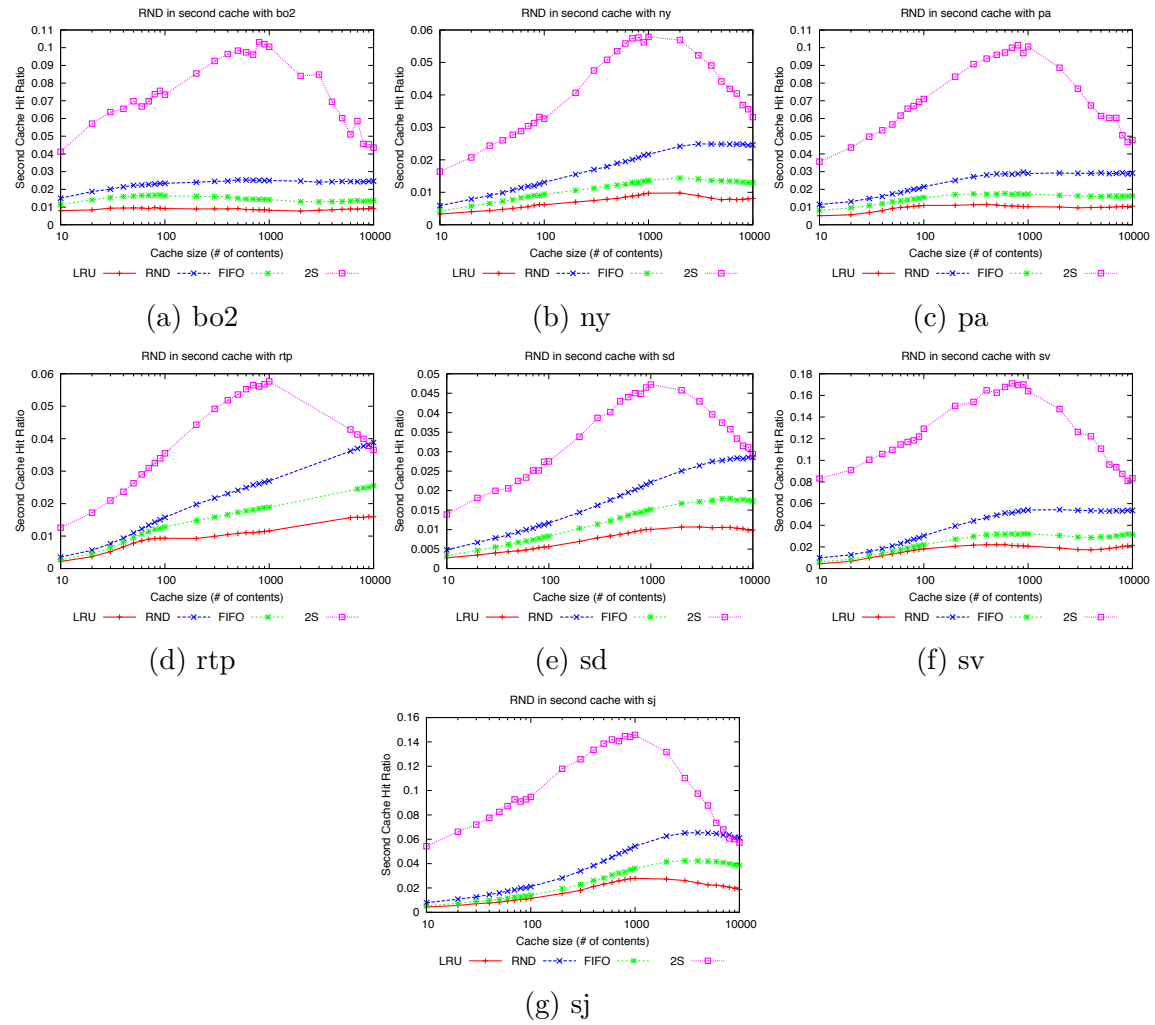 RND in second cache with bo2
Second Cache Hit Ratio
0.11
0.1
0.09
0.08
0.07
0.06
0.05
0.04
0.03
0.02
0.01
0
10 100 1000 10000
Cache size (# of contents)
LRU RND FIFO 2S
(a) bo2
RND in second cache with ny
Second Cache Hit Ratio
0.06
0.05
0.04
0.03
0.02
0.01
0
10 100 1000 10000
Cache size (# of contents)
LRU RND FIFO 2S
(b) ny
RND in second cache with pa
Second Cache Hit Ratio
0.11
0.1
0.09
0.08
0.07
0.06
0.05
0.04
0.03
0.02
0.01
0
10 100 1000 10000
Cache size (# of contents)
LRU RND FIFO 2S
(c) pa
RND in second cache with rtp
Second Cache Hit Ratio
0.06
0.05
0.04
0.03
0.02
0.01
0
10 100 1000 10000
Cache size (# of contents)
LRU RND FIFO 2S
(d) rtp
RND in second cache with sd
Second Cache Hit Ratio
0.05
0.045
0.04
0.035
0.03
0.025
0.02
0.015
0.01
0.005
0
10 100 1000 10000
Cache size (# of contents)
LRU RND FIFO 2S
(e) sd
RND in second cache with sv
Second Cache Hit Ratio
0.18
0.16
0.14
0.12
0.1
0.08
0.06
0.04
0.02
0
10 100 1000 10000
Cache size (# of contents)
LRU RND FIFO 2S
(f) sv
RND in second cache with sj
Second Cache Hit Ratio
0.16
0.14
0.12
0.1
0.08
0.06
0.04
0.02
0
10 100 1000 10000
Cache size (# of contents)
LRU RND FIFO 2S
(g) sj